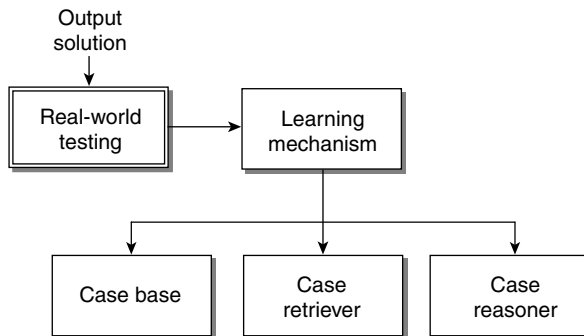 Output
solution
Real-world
testing
Learning
mechanism
Case base
Case
retriever
Case
reasoner